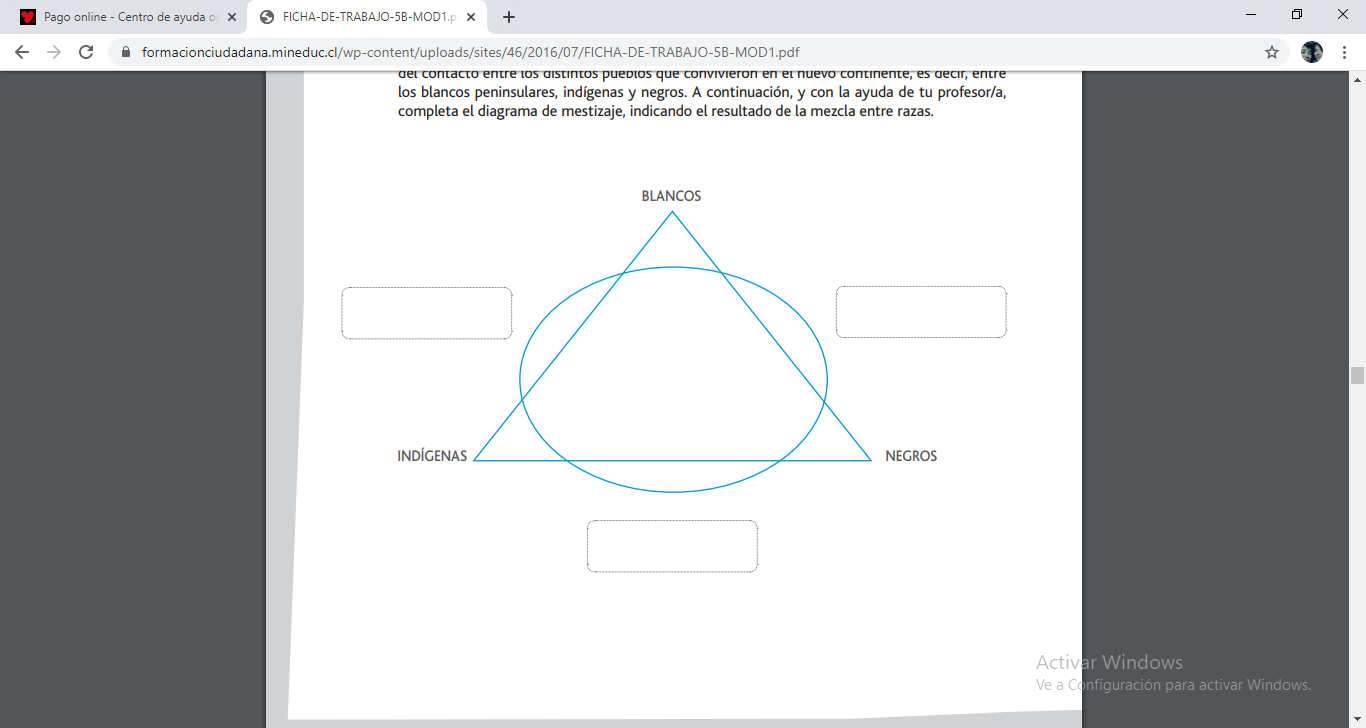 Pago online - Centro de ayuda o
FICHA-DE-TRABAJO-5B-MOD1.p
formacionciudadana.mineduc.cl/wp-content/uploads/sites/46/2016/07/FICHA-DE-TRABAJO-5B-MOD1.pdf
del contacto entre los distintos pueblos que convivieron en el nuevo continente, es decir, entre
los blancos peninsulares, indígenas y negros. A continuación, y con la ayuda de tu profesor/a,
completa el diagrama de mestizaje, indicando el resultado de la mezcla entre razas.
BLANCOS
INDÍGENAS
NEGROS
Activar Windows
Ve a Configuración para activar Windows.